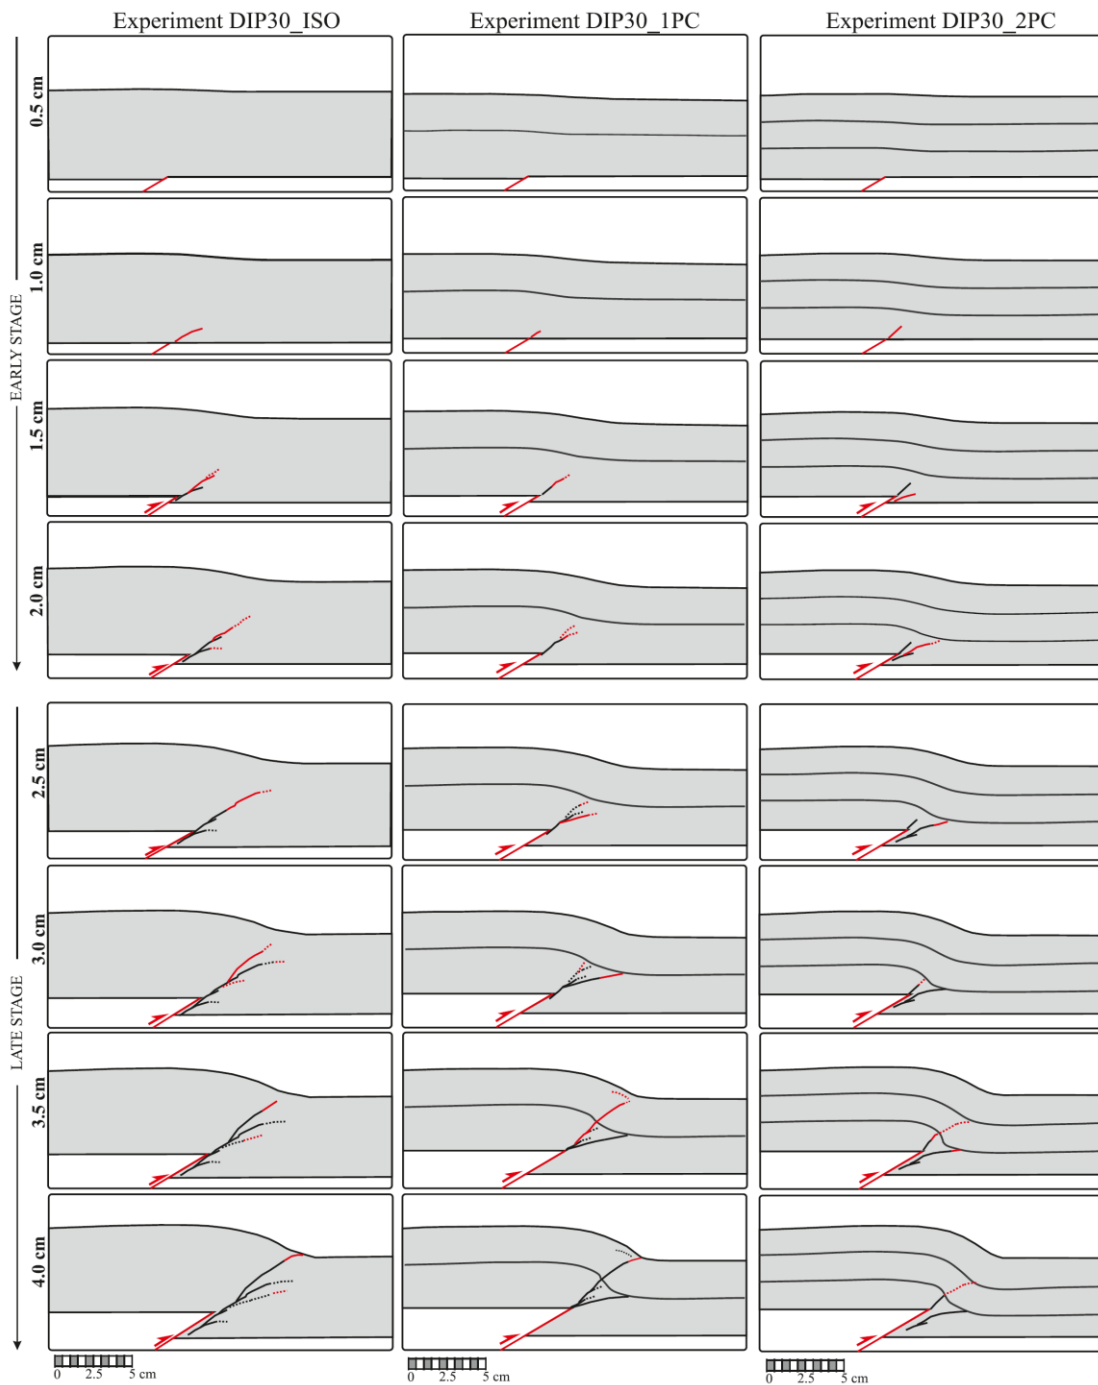 Experiment DIP30_ISO
Experiment DIP30_1PC
Experiment DIP30_2PC
EARLY STAGE
0.5 cm
1.0 cm
1.5 cm
2.0 cm
LATE STAGE
2.5 cm
3.0 cm
3.5 cm
4.0 cm
0 2.5 5 cm
0 2.5 5 cm
0 2.5 5 cm